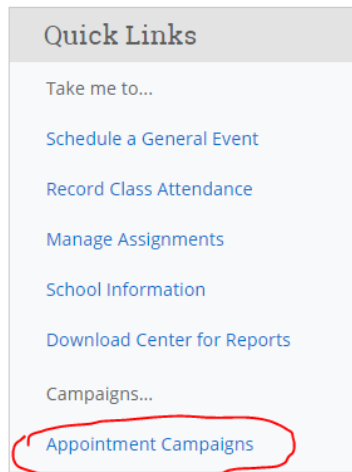 Quick Links
Take me to...
Schedule a General Event
Record Class Attendance
Manage Assignments
School Information
Download Center for Reports
Campaigns...
Appointment Campaigns